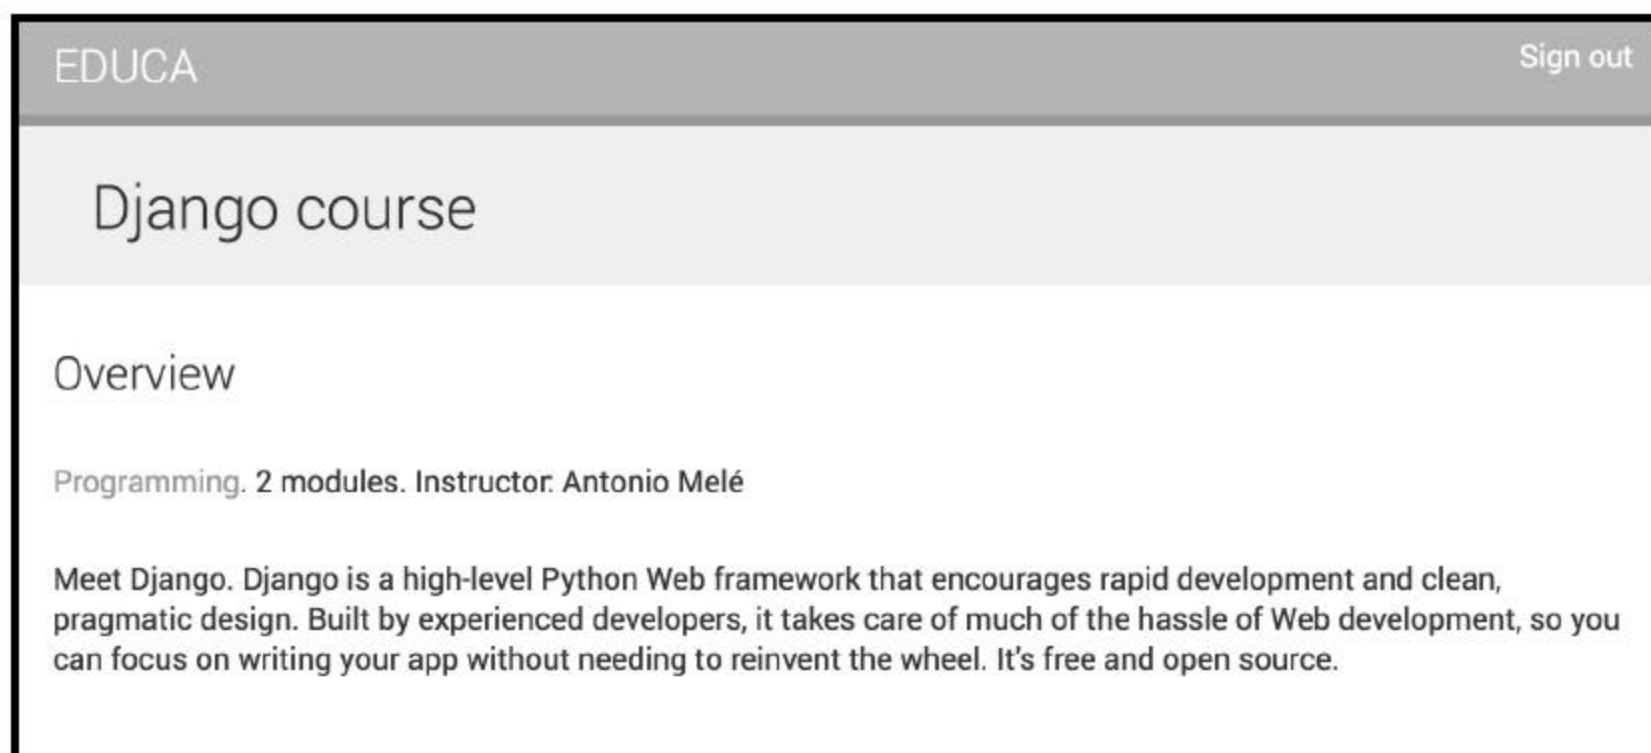 EDUCA
Sign out
Django course
Overview
Programming. 2 modules. Instructor: Antonio Melé
Meet Django. Django is a high-level Python Web framework that encourages rapid development and clean,
pragmatic design. Built by experienced developers, it takes care of much of the hassle of Web development, so you
can focus on writing your app without needing to reinvent the wheel. It's free and open source.